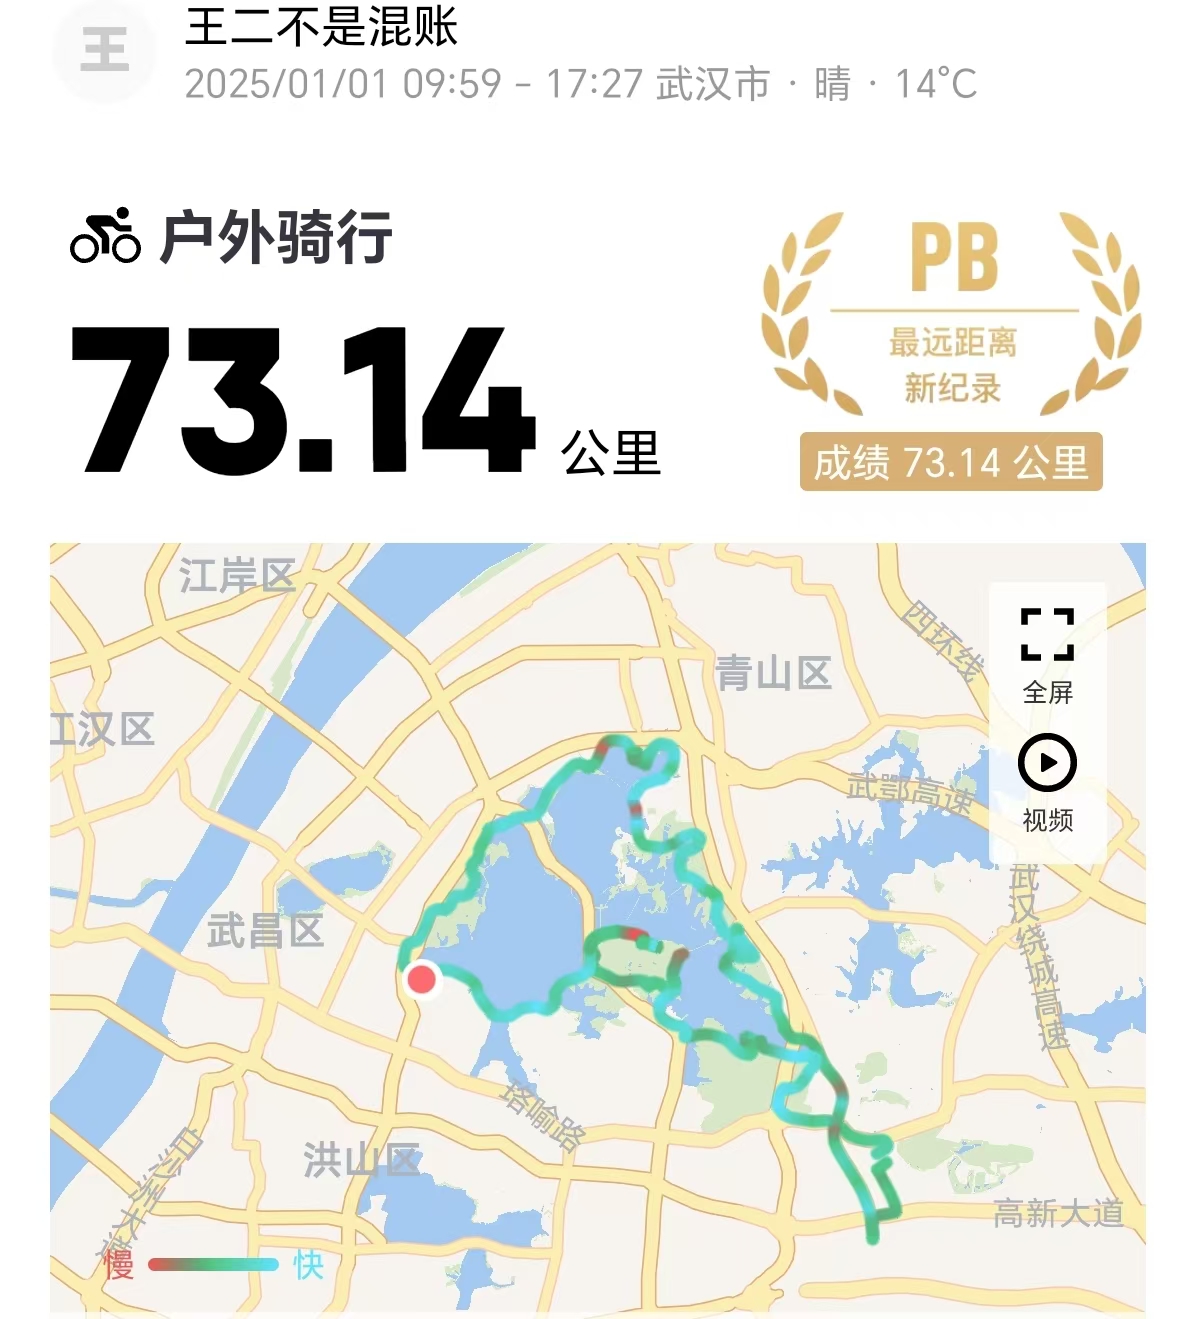 王
王二不是混账
2025/01/01 09:59 - 17:27 武汉市 · 晴 · 14°C
户外骑行
73.14 公里
PB
最远距离
新纪录
成绩 73.14 公里
江岸区
西环线
全屏
青山区
江汉区
视频
武鄂高速
武汉绕城高速
武昌区
珞喻路
洪山区
白沙洲大道
高新大道
慢
快